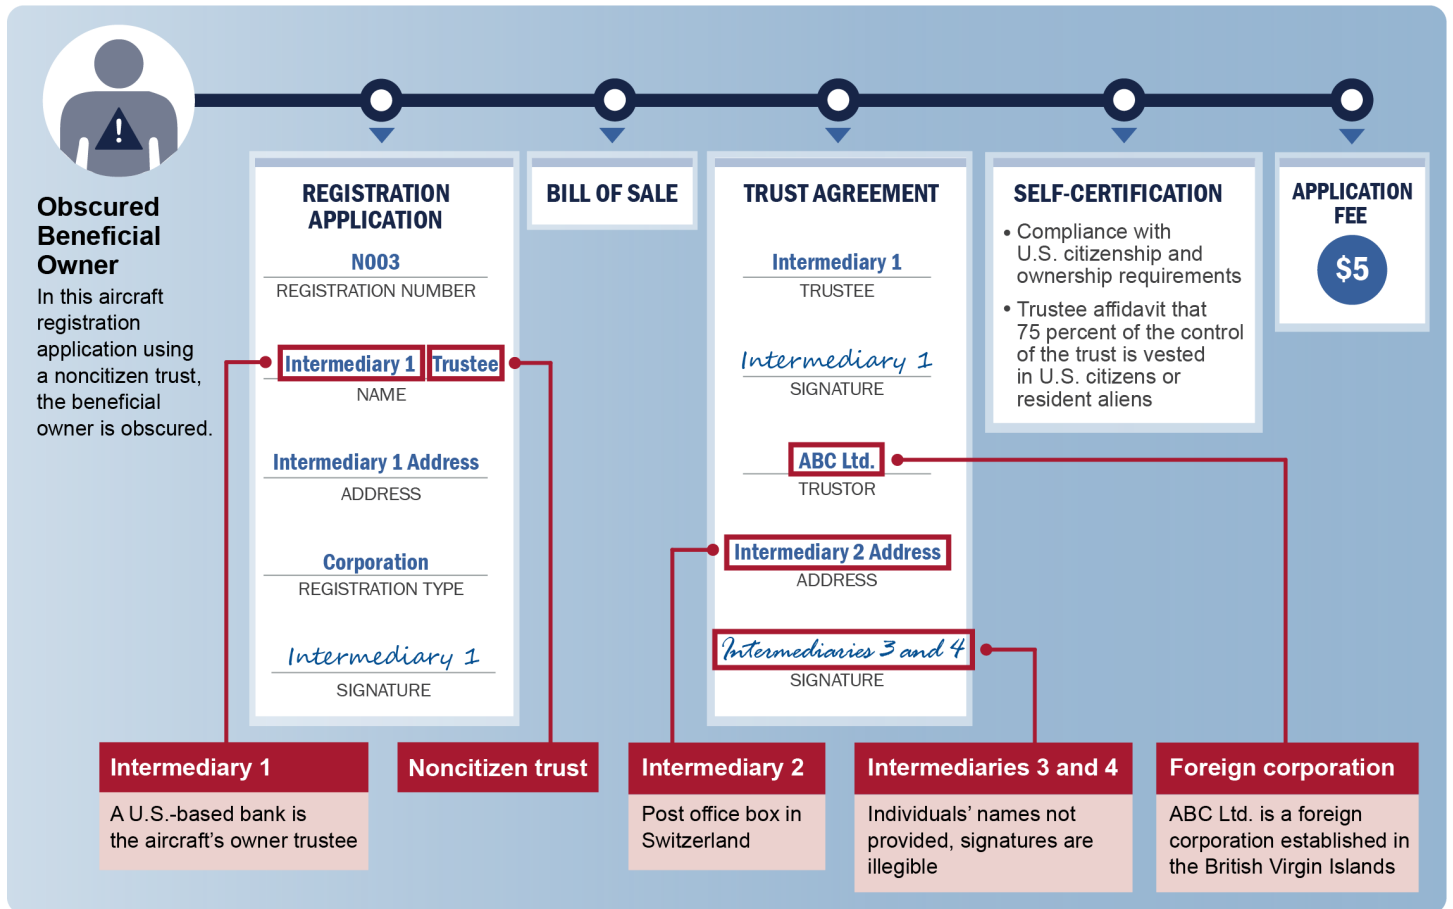 Obscured
Beneficial
Owner
In this aircraft
registration
application using
a noncitizen trust,
the beneficial
owner is obscured.
REGISTRATION
APPLICATION
N003
REGISTRATION NUMBER
Intermediary 1 Trustee
NAME
Intermediary 1 Address
ADDRESS
Corporation
REGISTRATION TYPE
Intermediary 1
SIGNATURE
BILL OF SALE
TRUST AGREEMENT
Intermediary 1
TRUSTEE
Intermediary 1
SIGNATURE
ABC Ltd.
TRUSTOR
Intermediary 2 Address
ADDRESS
Intermediaries 3 and 4
SIGNATURE
SELF-CERTIFICATION
• Compliance with
U.S. citizenship and
ownership requirements
• Trustee affidavit that
75 percent of the control
of the trust is vested
in U.S. citizens or
resident aliens
APPLICATION
FEE
$5
Intermediary 1
A U.S.-based bank is
the aircraft's owner trustee
Noncitizen trust
Intermediary 2
Post office box in
Switzerland
Intermediaries 3 and 4
Individuals' names not
provided, signatures are
illegible
Foreign corporation
ABC Ltd. is a foreign
corporation established in
the British Virgin Islands